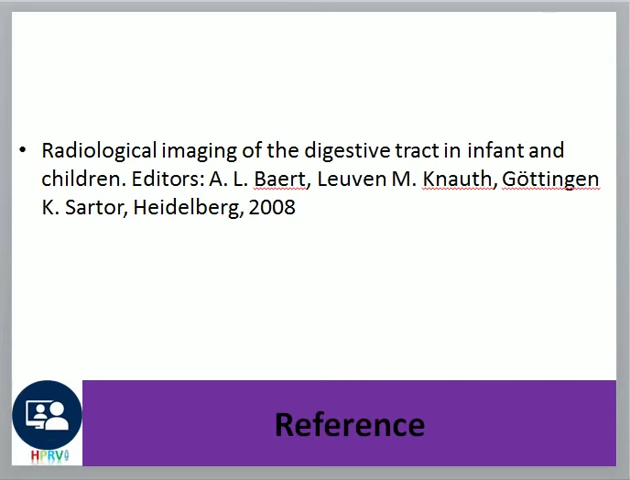 • Radiological imaging of the digestive tract in infant and
children. Editors: A. L. Baert, Leuven M. Knauth, Göttingen
K. Sartor, Heidelberg, 2008
Reference
HPRV